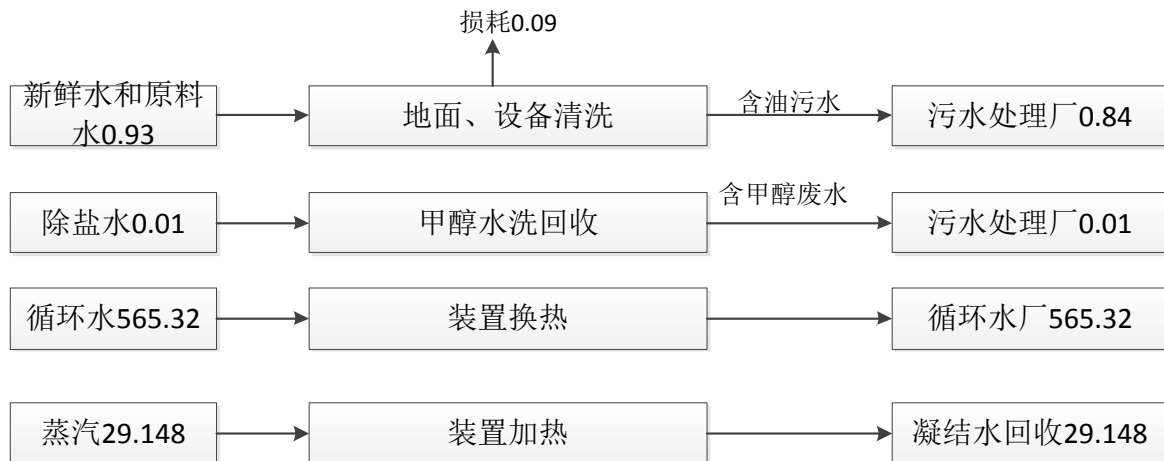 损耗0.09
新鲜水和原料
水0.93
地面、设备清洗
含油污水
污水处理厂0.84
除盐水0.01
甲醇水洗回收
含甲醇废水
污水处理厂0.01
循环水565.32
装置换热
循环水厂565.32
蒸汽29.148
装置加热
凝结水回收29.148